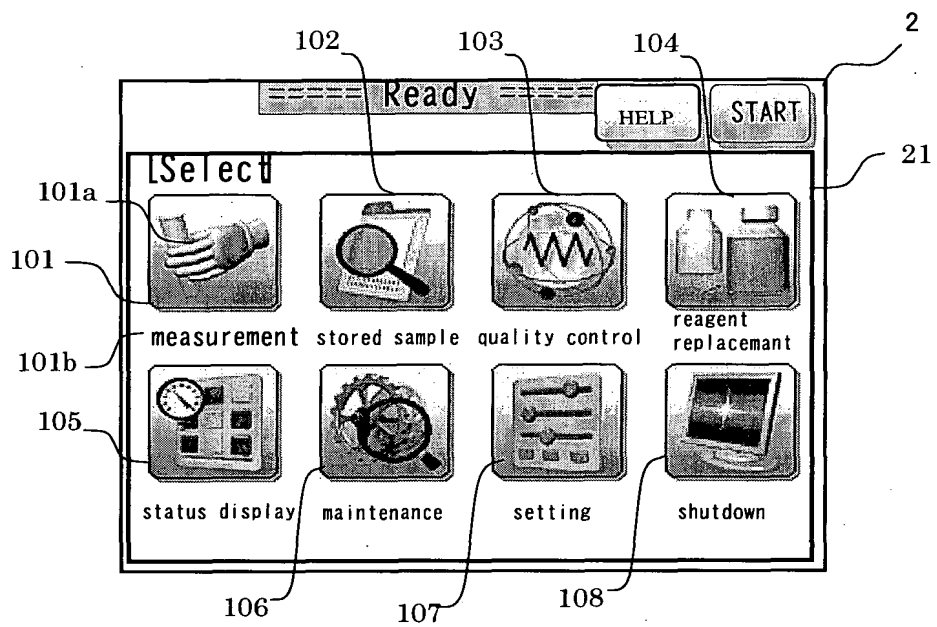 2
102
103
104
Ready
HELP
START
[Select]
21
101a
101
101b
measurement
stored sample
quality control
reagent
replacemant
105
status display
maintenance
setting
shutdown
106
107
108